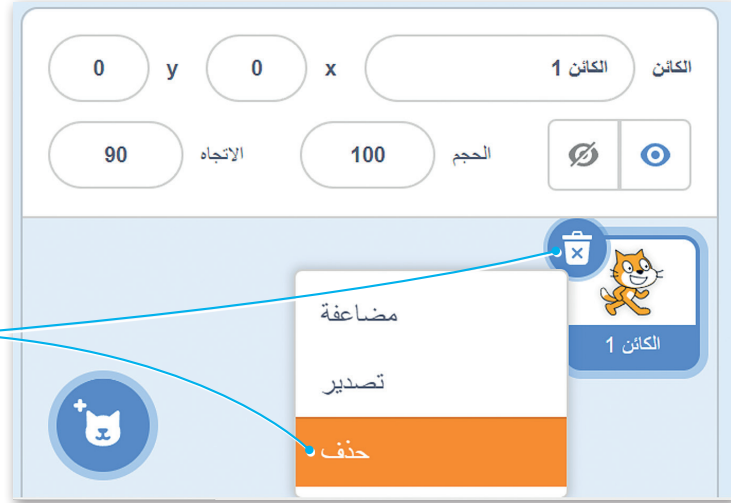 الكائن الكائن 1 x 0 y 0
الحجم 100 الاتجاه 90
الكائن 1
مضاعفة
تصدير
حذف